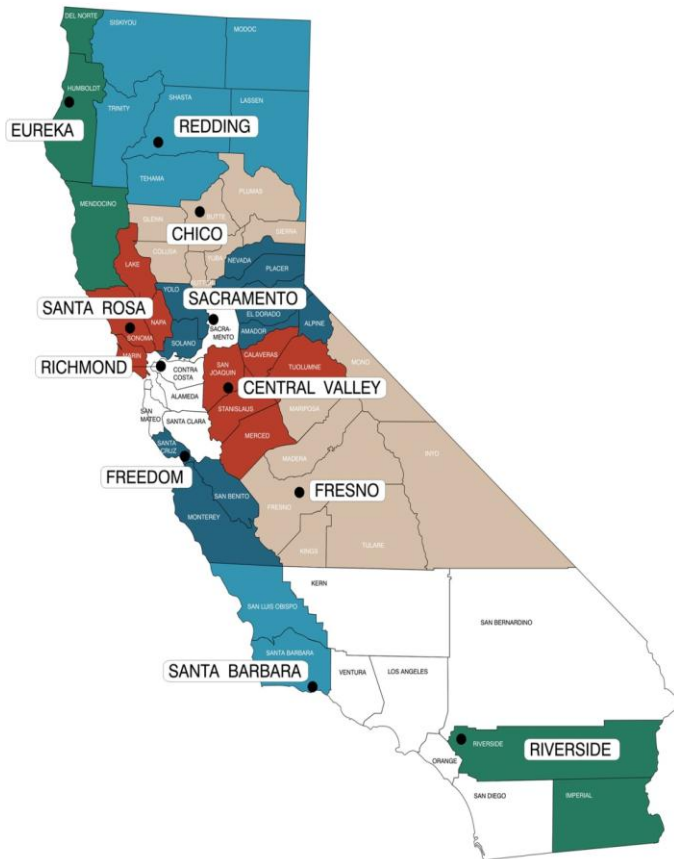 DEL NORTE
SISKIYOU
MODOC
HUMBOLDT
TRINITY
SHASTA
LASSEN
EUREKA
REDDING
TEHAMA
PLUMAS
MENDOCINO
GLENN
BUTTE
CHICO
SIERRA
COLUSA
YUBA
NEVADA
LAKE
PLACER
YOLO
SACRAMENTO
SANTA ROSA
EL DORADO
NAPA
SACRA-
MENTO
AMADOR
ALPINE
SONOMA
SOLANO
MARIN
CALAVERAS
RICHMOND
CONTRA
COSTA
SAN
JOAQUIN
TUOLUMNE
MONO
CENTRAL VALLEY
ALAMEDA
STANISLAUS
MARIPOSA
SAN
MATEO
SANTA CLARA
MERCED
SANTA
CRUZ
MADERA
INYO
FREEDOM
SAN BENITO
FRESNO
FRESNO
MONTEREY
KINGS
TULARE
KERN
SAN LUIS OBISPO
SAN BERNARDINO
SANTA BARBARA
SANTA BARBARA
VENTURA
LOS ANGELES
RIVERSIDE
RIVERSIDE
ORANGE
SAN DIEGO
IMPERIAL